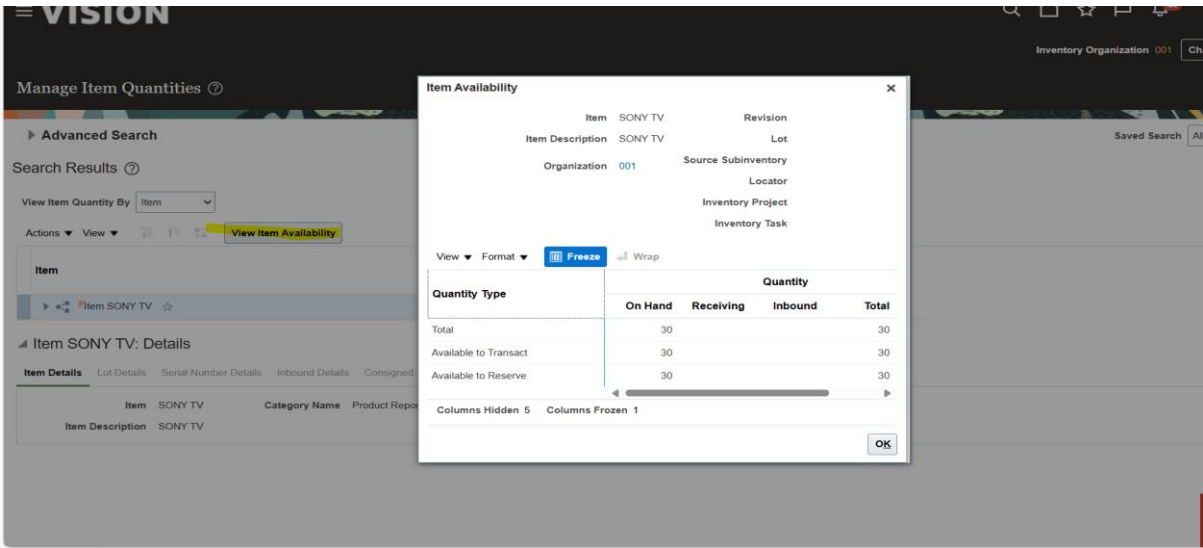 VISION
Inventory Organization 001
Manage Item Quantities
Advanced Search
Saved Search
Search Results
View Item Quantity By Item
Actions View View Item Availability
Item
Item SONY TV
Item SONY TV: Details
Item Details Lot Details Serial Number Details Inbound Details Consigned
Item SONY TV Category Name Product
Item Description SONY TV
Item Availability
Item SONY TV Revision
Item Description SONY TV Lot
Organization 001 Source Subinventory
Locator
Inventory Project
Inventory Task
View Format Freeze Wrap
Quantity Type Quantity
On Hand Receiving Inbound Total
Total 30 30
Available to Transact 30 30
Available to Reserve 30 30
Columns Hidden 5 Columns Frozen 1
OK